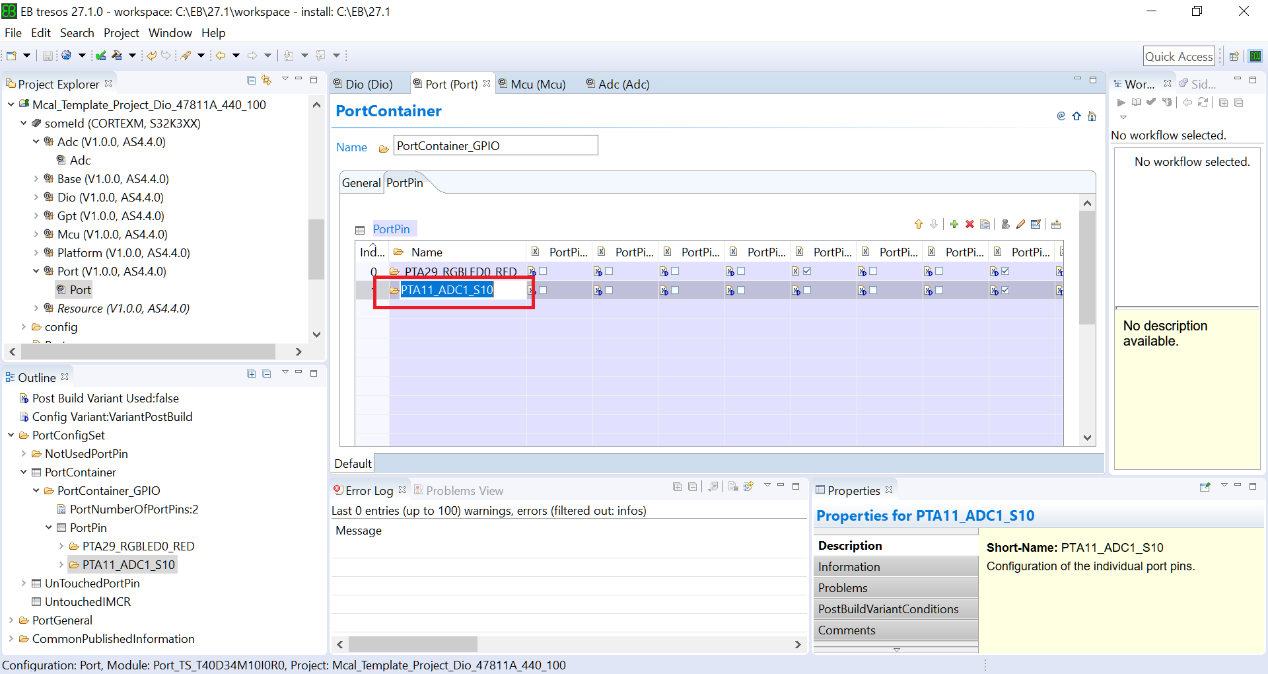 EB tresos 27.1.0 - workspace: C:\EB\27.1\workspace - install: C:\EB\27.1
File Edit Search Project Window Help
Quick Access
Project Explorer
Mcal_Template_Project_Dio_47811A_440_100
someId (CORTEXM, S32K3XX)
Adc (V1.0.0, AS4.4.0)
Adc
Base (V1.0.0, AS4.4.0)
Dio (V1.0.0, AS4.4.0)
Gpt (V1.0.0, AS4.4.0)
Mcu (V1.0.0, AS4.4.0)
Platform (V1.0.0, AS4.4.0)
Port (V1.0.0, AS4.4.0)
Port
Resource (V1.0.0, AS4.4.0)
config
Outline
Post Build Variant Used:false
Config Variant:VariantPostBuild
PortConfigSet
NotUsedPortPin
PortContainer
PortContainer_GPIO
PortNumberOfPortPins:2
PortPin
PTA29_RGBLED0_RED
PTA11_ADC1_S10
UnTouchedPortPin
UntouchedIMCR
PortGeneral
CommonPublishedInformation
Dio (Dio) Port (Port) Mcu (Mcu) Adc (Adc)
PortContainer
Name PortContainer_GPIO
General PortPin
PortPin
Ind... Name PortPi... PortPi... PortPi... PortPi... PortPi... PortPi... PortPi... PortPi...
0 PTA29_RGBLED0_RED
PTA11_ADC1_S10
Default
Error Log Problems View
Last 0 entries (up to 100) warnings, errors (filtered out: infos)
Message
Properties
Properties for PTA11_ADC1_S10
Description
Information
Problems
PostBuildVariantConditions
Comments
Short-Name: PTA11_ADC1_S10
Configuration of the individual port pins.
Wor... Sid...
No workflow selected.
No workflow selected.
No description
available.
Configuration: Port, Module: Port_TS_T40D34M10I0R0, Project: Mcal_Template_Project_Dio_47811A_440_100